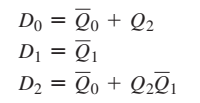 D₀ = Q̅₀ + Q₂
D₁ = Q̅₁
D₂ = Q̅₀ + Q₂Q̅₁